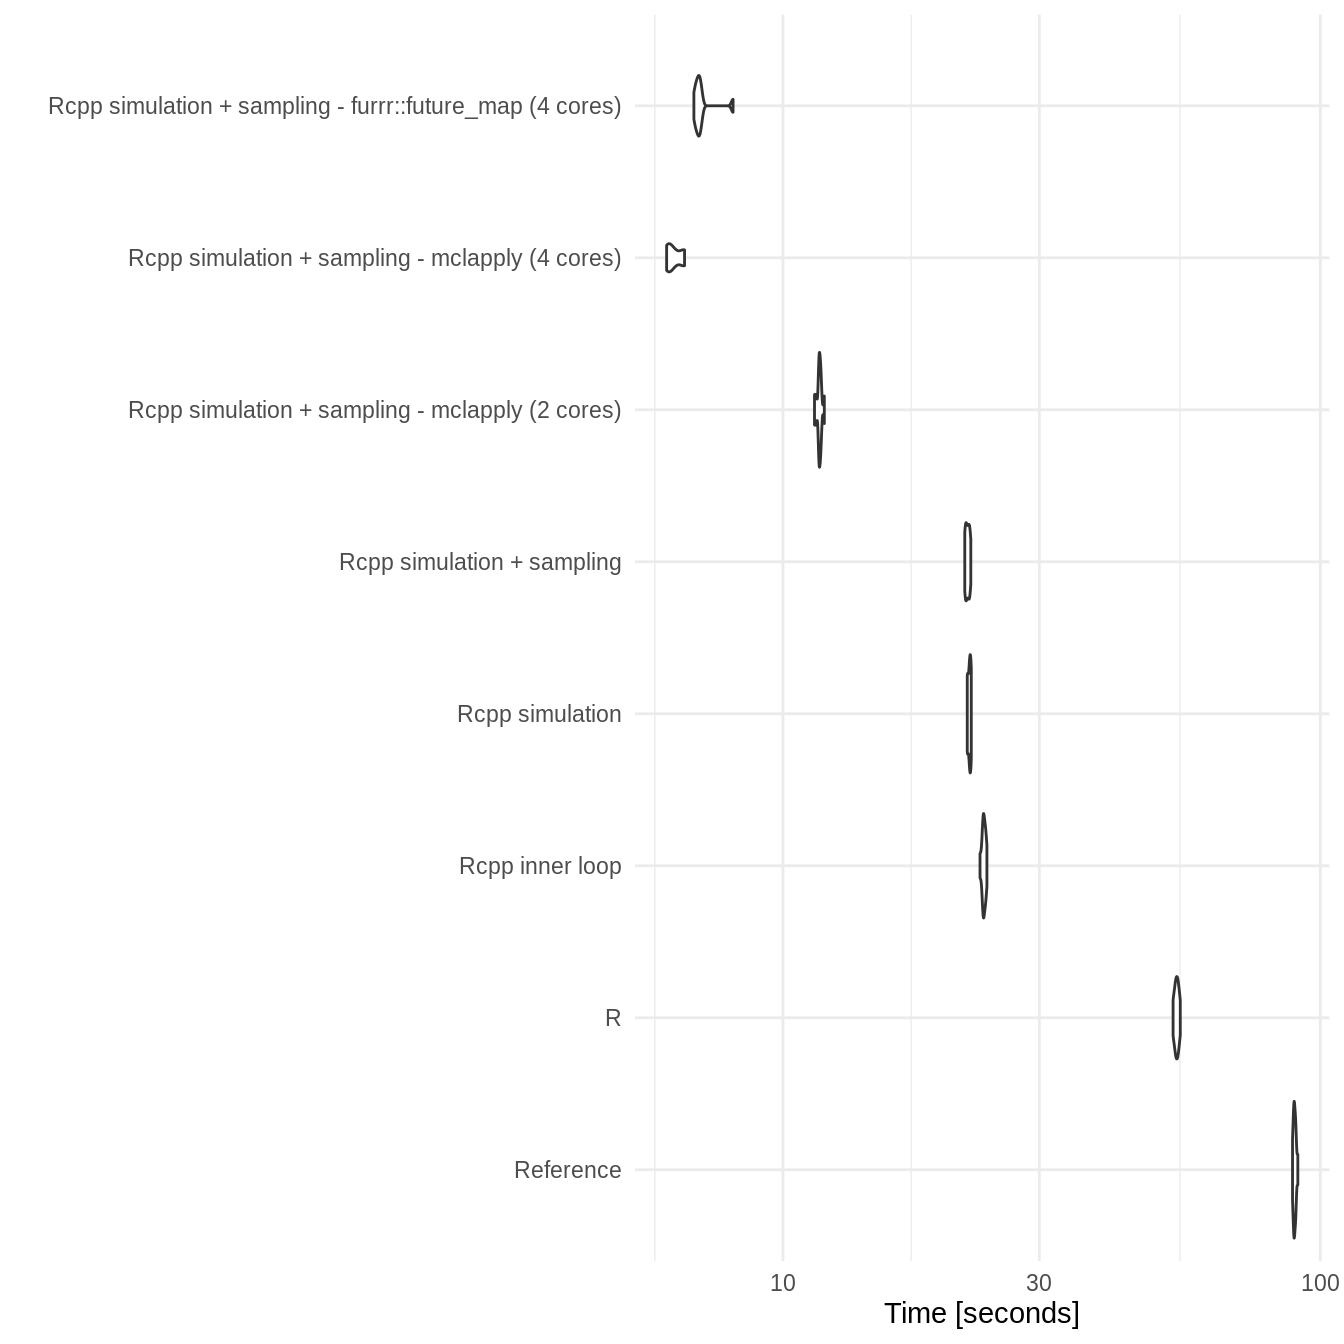 Rcpp simulation + sampling - furrr::future_map (4 cores)
Rcpp simulation + sampling - mclapply (4 cores)
Rcpp simulation + sampling - mclapply (2 cores)
Rcpp simulation + sampling
Rcpp simulation
Rcpp inner loop
R
Reference
10 30 100
Time [seconds]